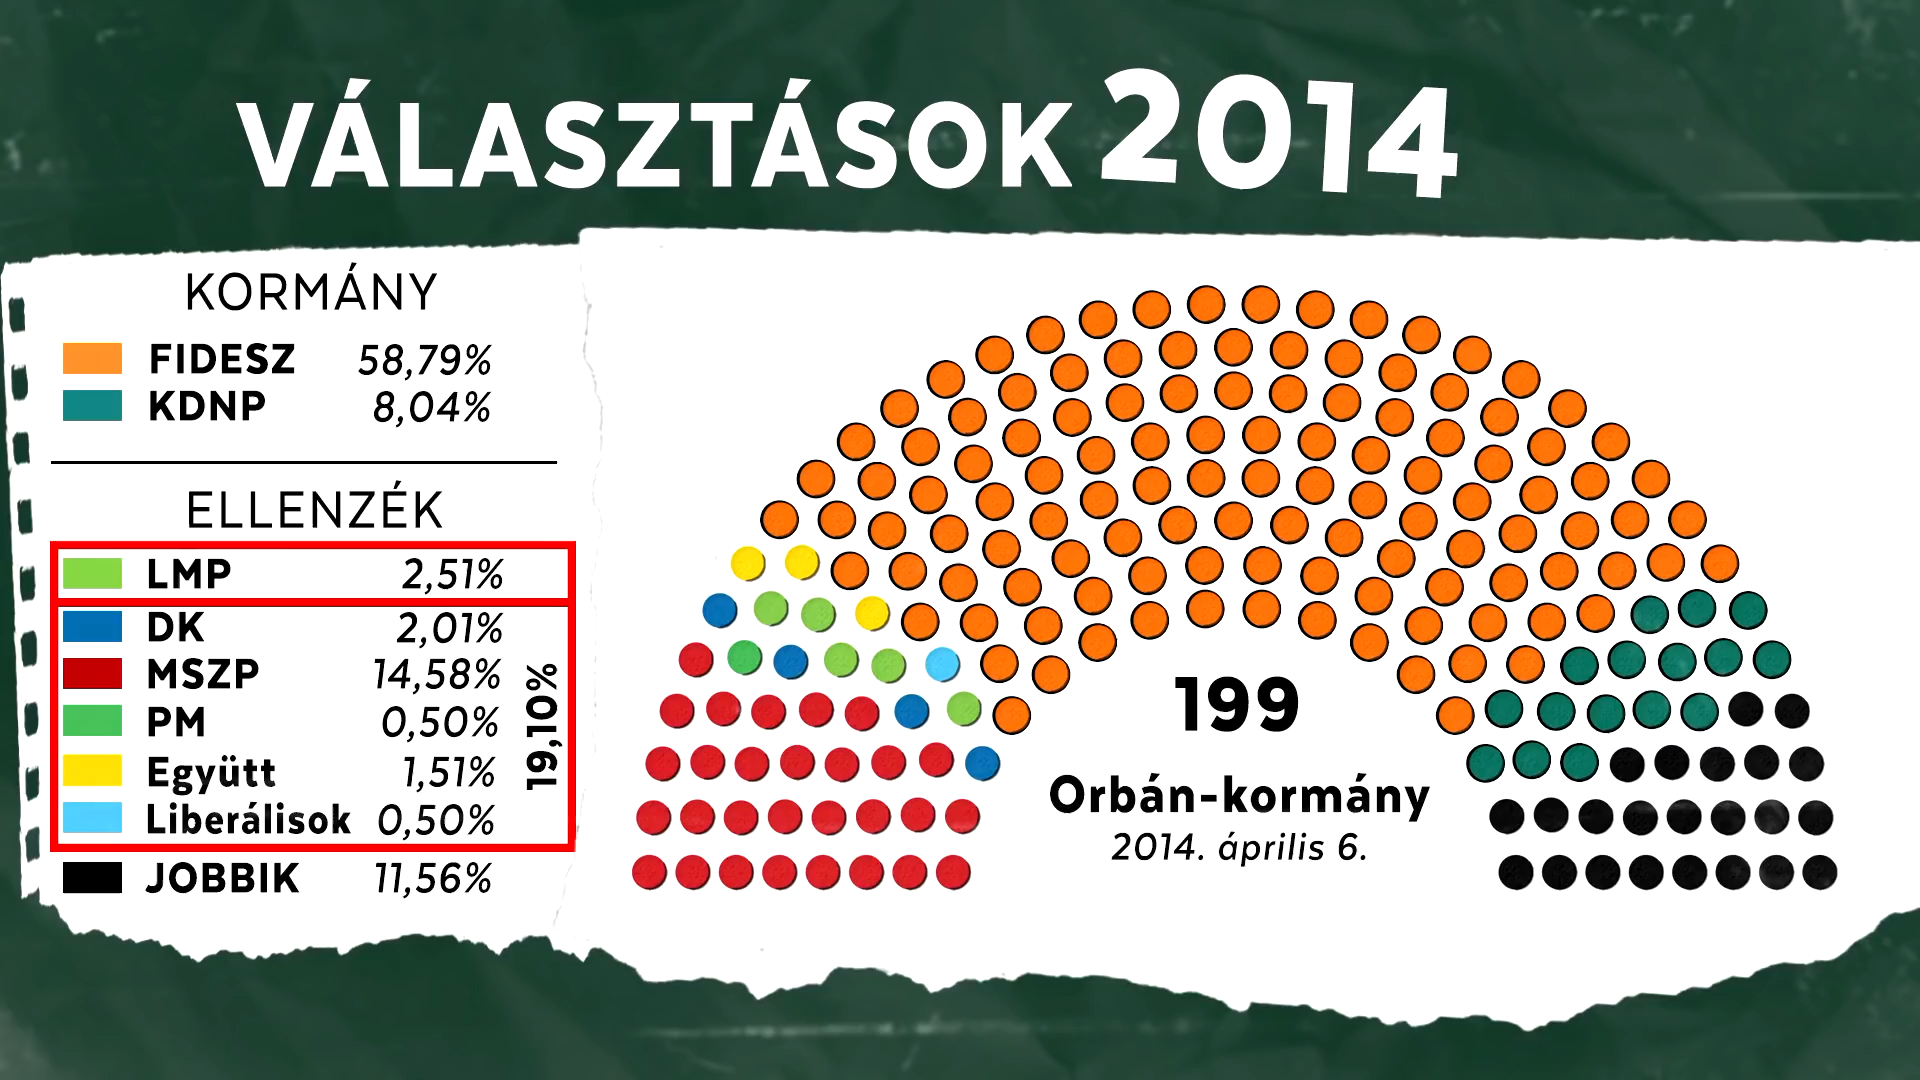 VÁLASZTÁSOK 2014
KORMÁNY
FIDESZ 58,79%
KDNP 8,04%
ELLENZÉK
LMP 2,51%
DK 2,01%
MSZP 14,58%
PM 0,50%
Együtt 1,51%
Liberálisok 0,50%
19,10%
JOBBIK 11,56%
199
Orbán-kormány
2014. április 6.